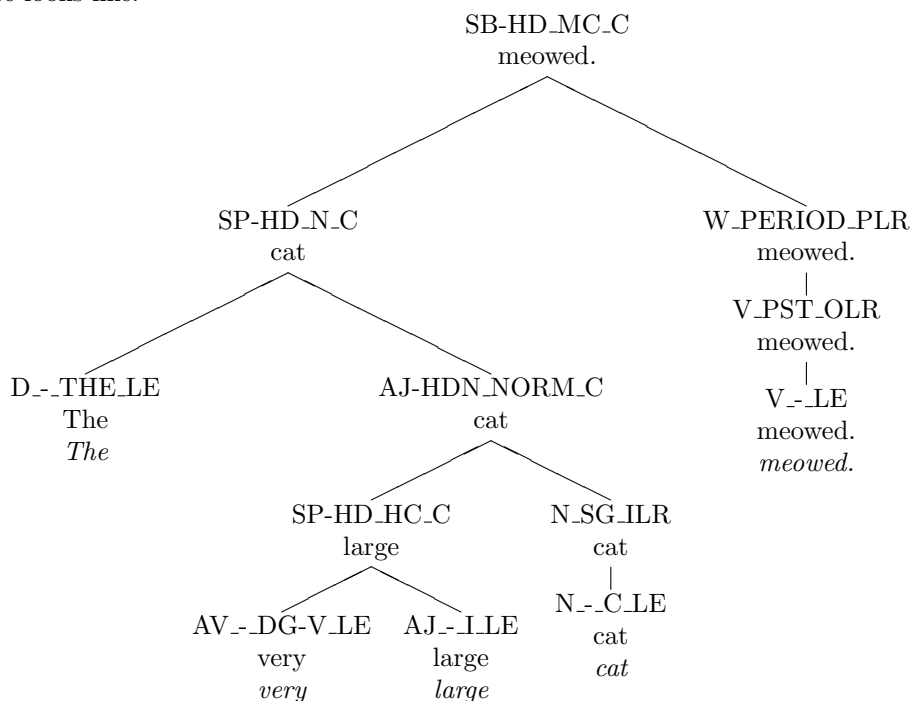 SB-HD_MC_C
meowed.
SP-HD_N_C
cat
W_PERIOD_PLR
meowed.
V_PST_OLR
meowed.
D_-_THE_LE
The
The
AJ-HDN_NORM_C
cat
V_-_LE
meowed.
meowed.
SP-HD_HC_C
large
N_SG_ILR
cat
AV_-_DG-V_LE
very
very
AJ_-_I_LE
large
large
N_-_C_LE
cat
cat